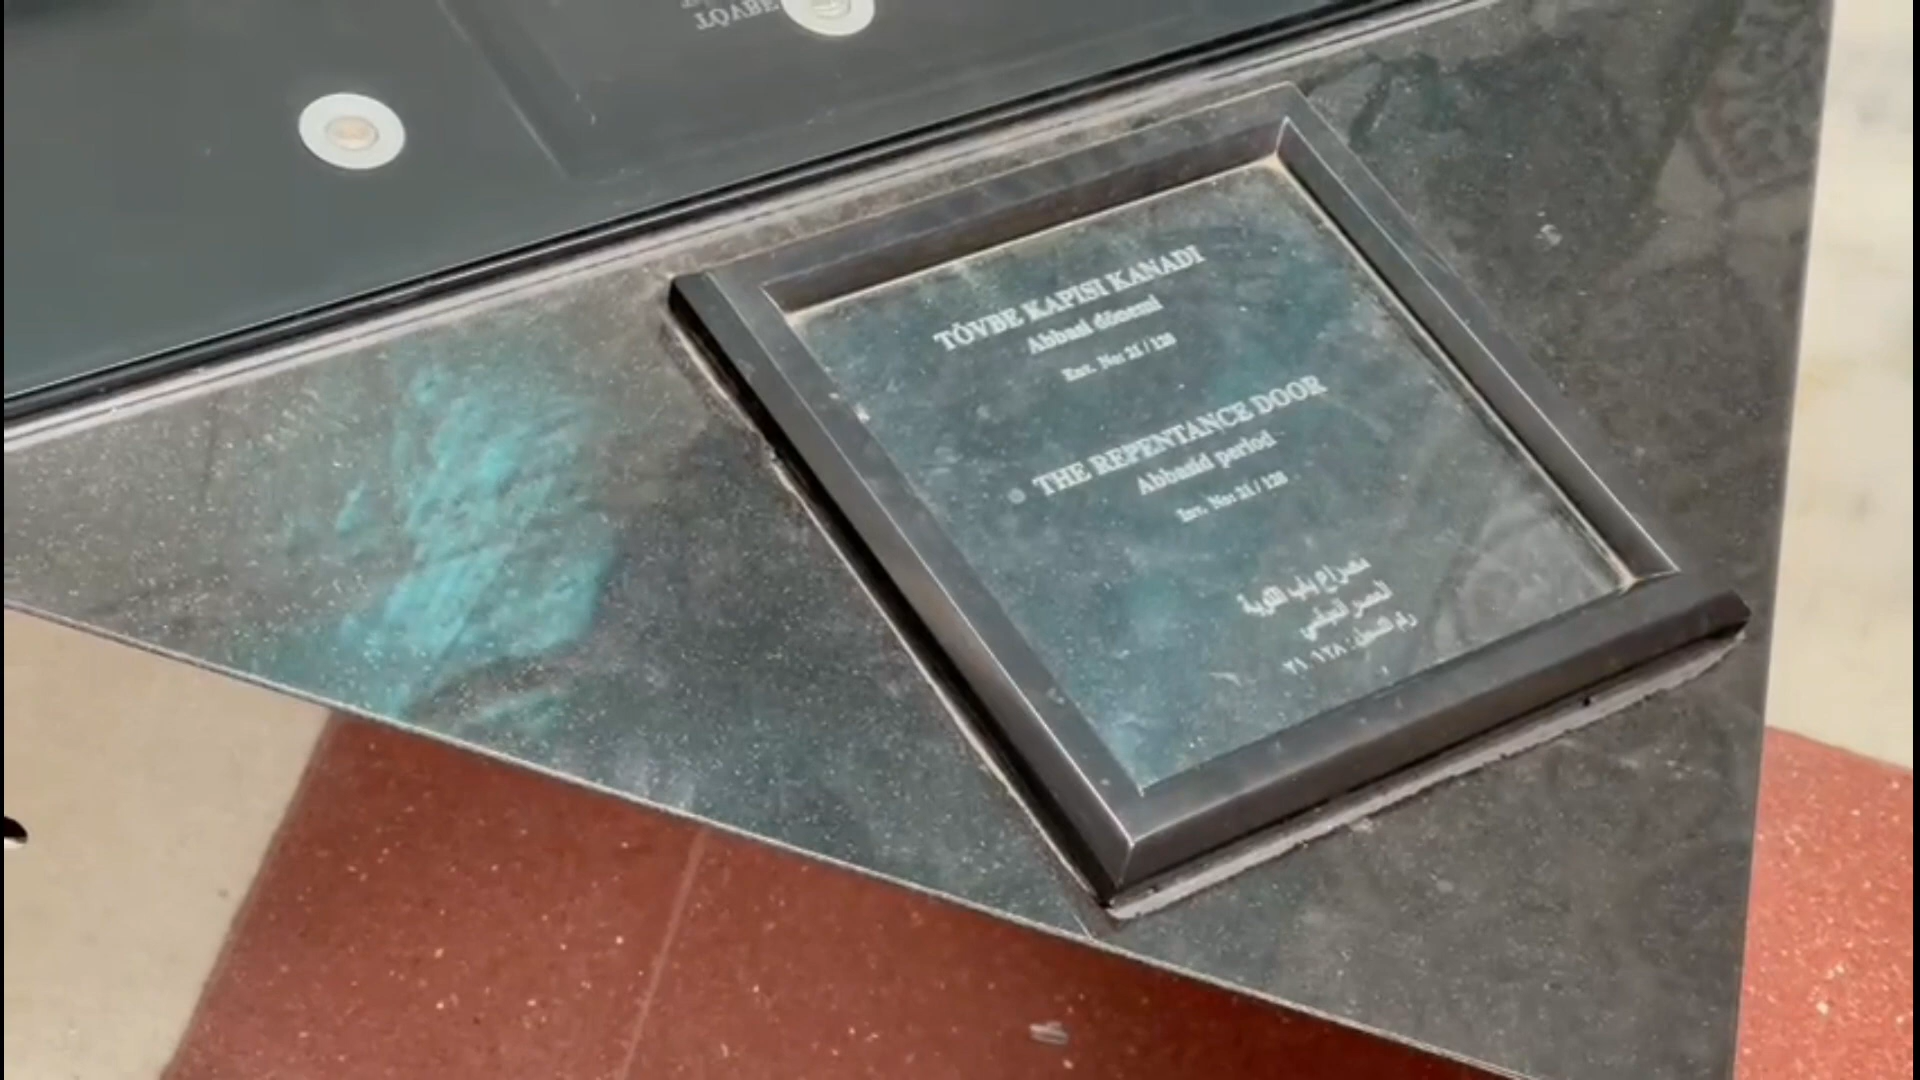 TÖVBE KAPISI KANADI
Abbasi dönemi
Env. No: 21 / 128
THE REPENTANCE DOOR
Abbasid period
Inv. No: 21 / 128
مصراع باب التوبة
العصر العباسي
رقم السجل: ١٢٨ / ٢١